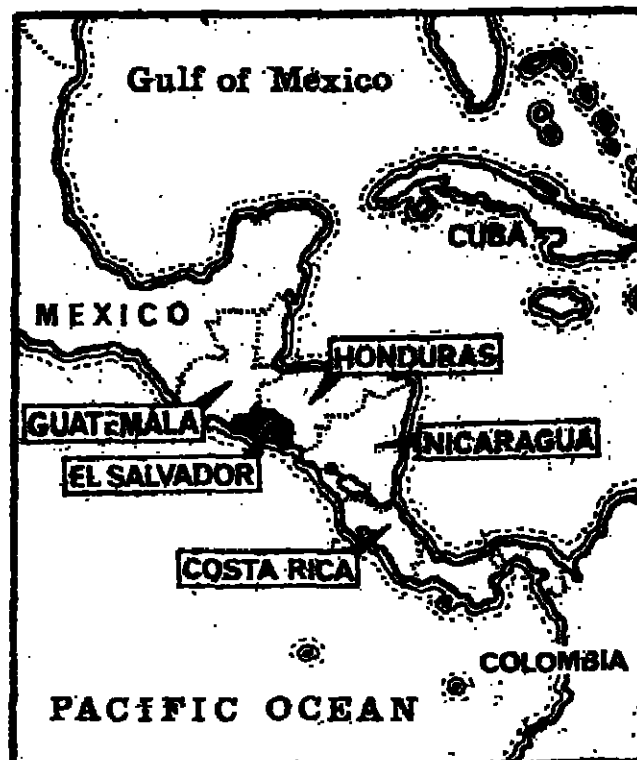 Gulf of Mexico
CUBA
MEXICO
HONDURAS
GUATEMALA
NICARAGUA
EL SALVADOR
COSTA RICA
COLOMBIA
PACIFIC OCEAN